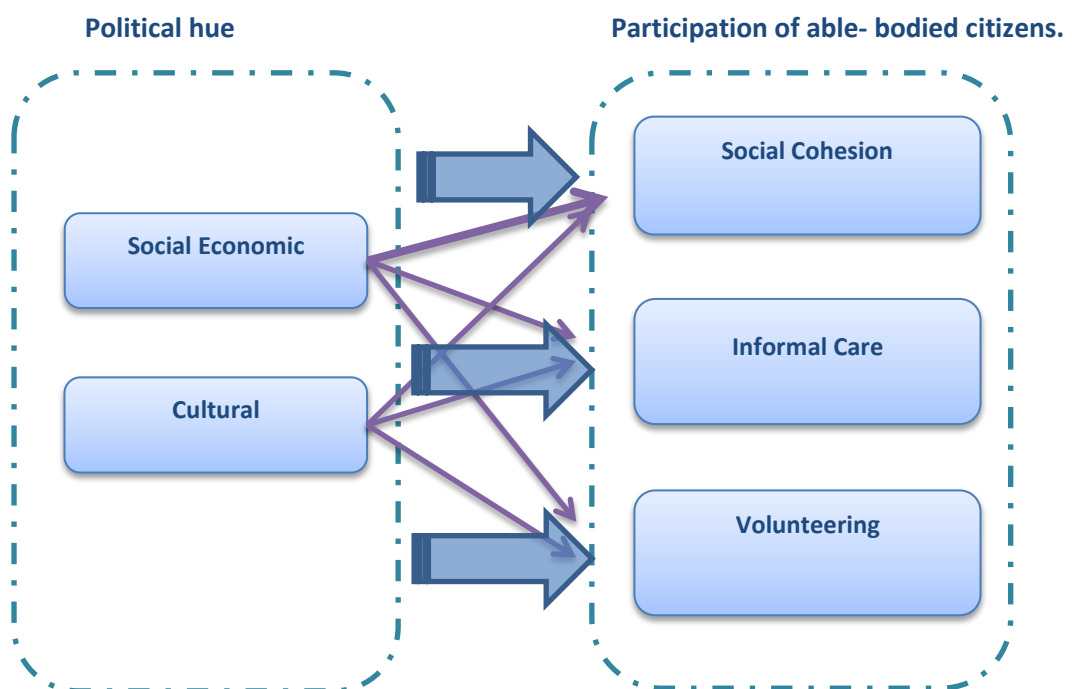 Political hue
Participation of able- bodied citizens.
Social Economic
Cultural
Social Cohesion
Informal Care
Volunteering